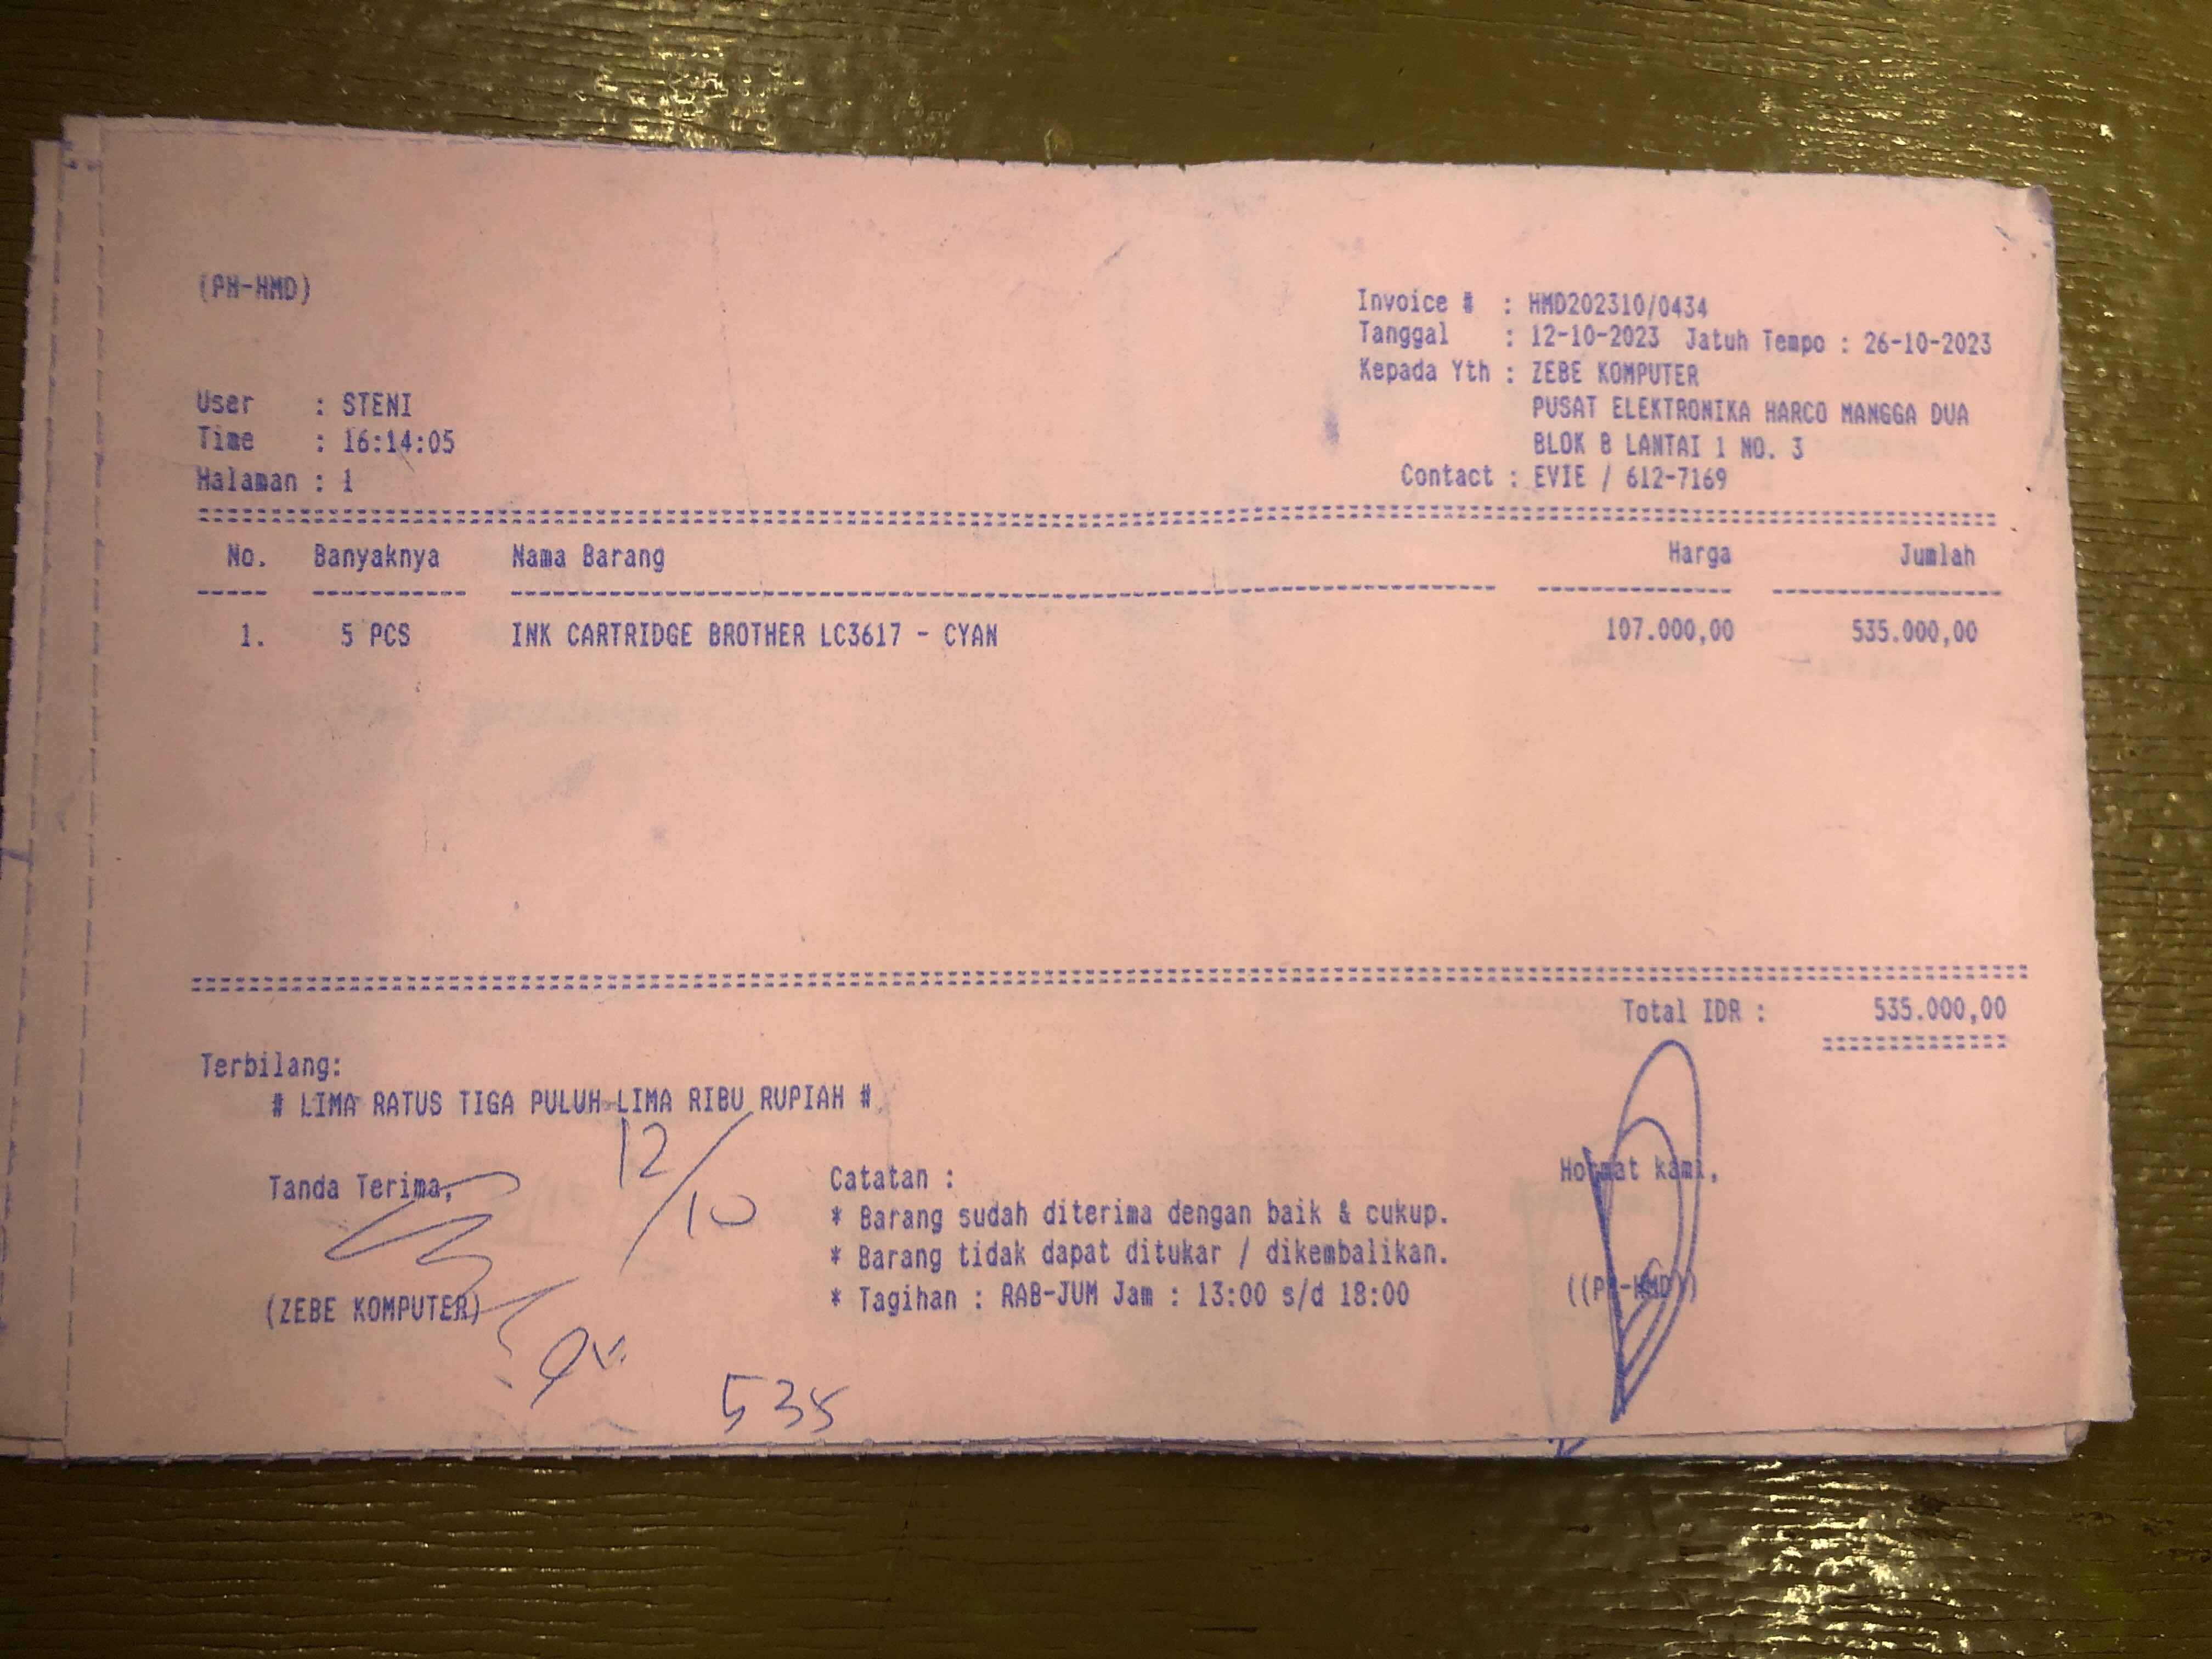 (PH-HMD)
Invoice # : HMD202310/0434
Tanggal : 12-10-2023 Jatuh Tempo : 26-10-2023
Kepada Yth : ZEBE KOMPUTER
PUSAT ELEKTRONIKA HARCO MANGGA DUA
BLOK B LANTAI 1 NO. 3
Contact : EVIE / 612-7169
User : STENI
Time : 16:14:05
Halaman : 1
No. Banyaknya Nama Barang Harga Jumlah
1. 5 PCS INK CARTRIDGE BROTHER LC3617 - CYAN 107.000,00 535.000,00
Total IDR : 535.000,00
Terbilang:
# LIMA RATUS TIGA PULUH LIMA RIBU RUPIAH #
12/10
Tanda Terima,
(ZEBE KOMPUTER)
Catatan :
* Barang sudah diterima dengan baik & cukup.
* Barang tidak dapat ditukar / dikembalikan.
* Tagihan : RAB-JUM Jam : 13:00 s/d 18:00
Hormat kami,
((PH-HMD))
535